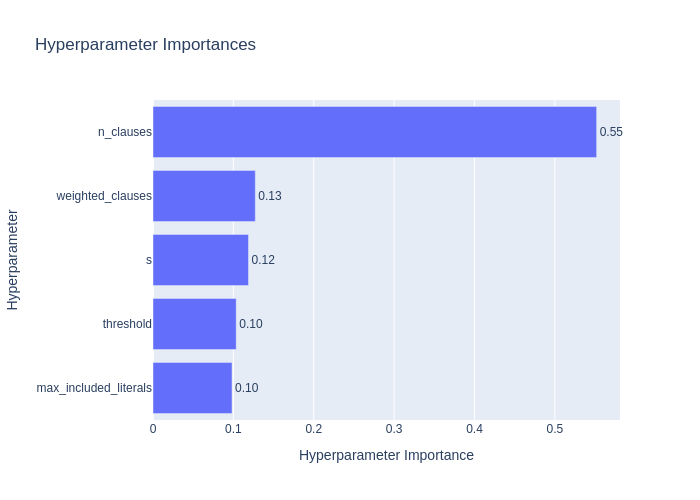 Hyperparameter Importances
n_clauses
0.55
weighted_clauses
0.13
s
0.12
threshold
0.10
max_included_literals
0.10
0 0.1 0.2 0.3 0.4 0.5
Hyperparameter Importance
Hyperparameter